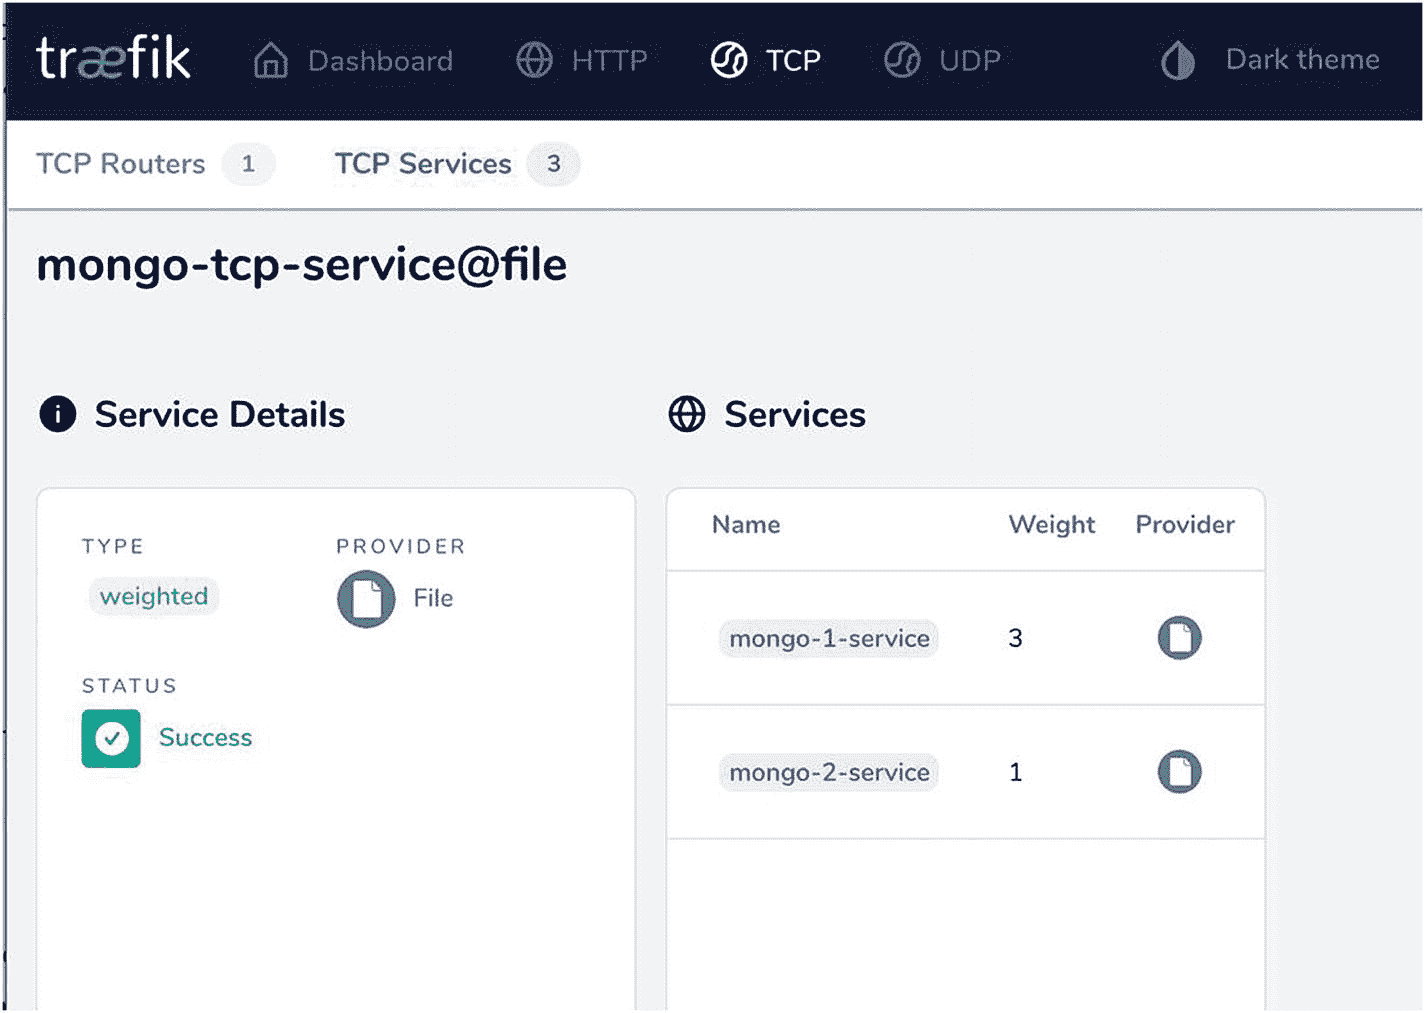 træfik Dashboard HTTP TCP UDP Dark theme
TCP Routers 1 TCP Services 3
mongo-tcp-service@file
Service Details
Services
TYPE PROVIDER
weighted File
STATUS
Success
Name Weight Provider
mongo-1-service 3
mongo-2-service 1